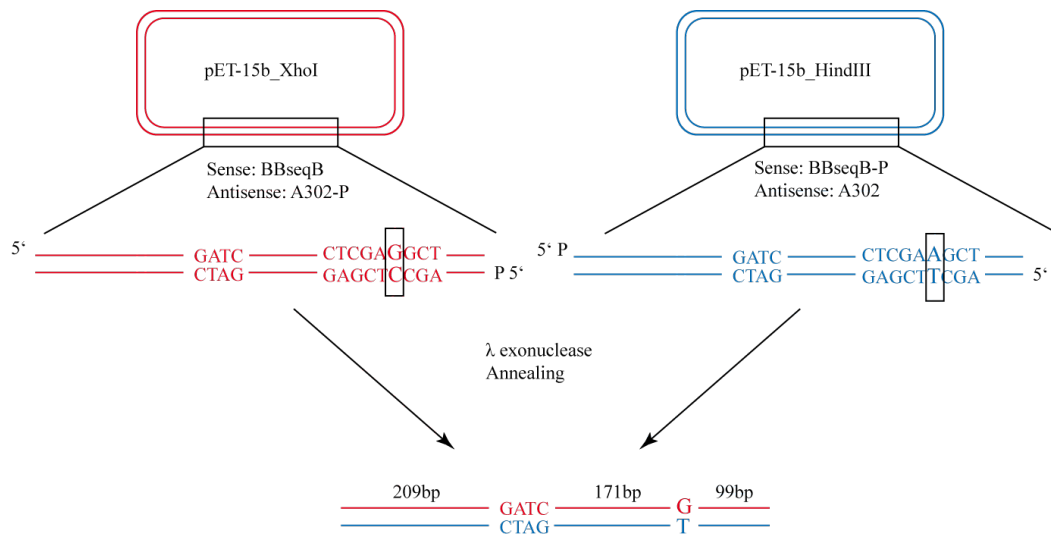 pET-15b_XhoI
pET-15b_HindIII
Sense: BBseqB
Antisense: A302-P
Sense: BBseqB-P
Antisense: A302
5‘
GATC
CTCGAGGCT
CTAG
GAGCTCCGA
P 5‘
5‘ P
GATC
CTCGAAGCT
CTAG
GAGCTTCGA
5‘
λ exonuclease
Annealing
209bp
171bp
99bp
GATC
G
CTAG
T